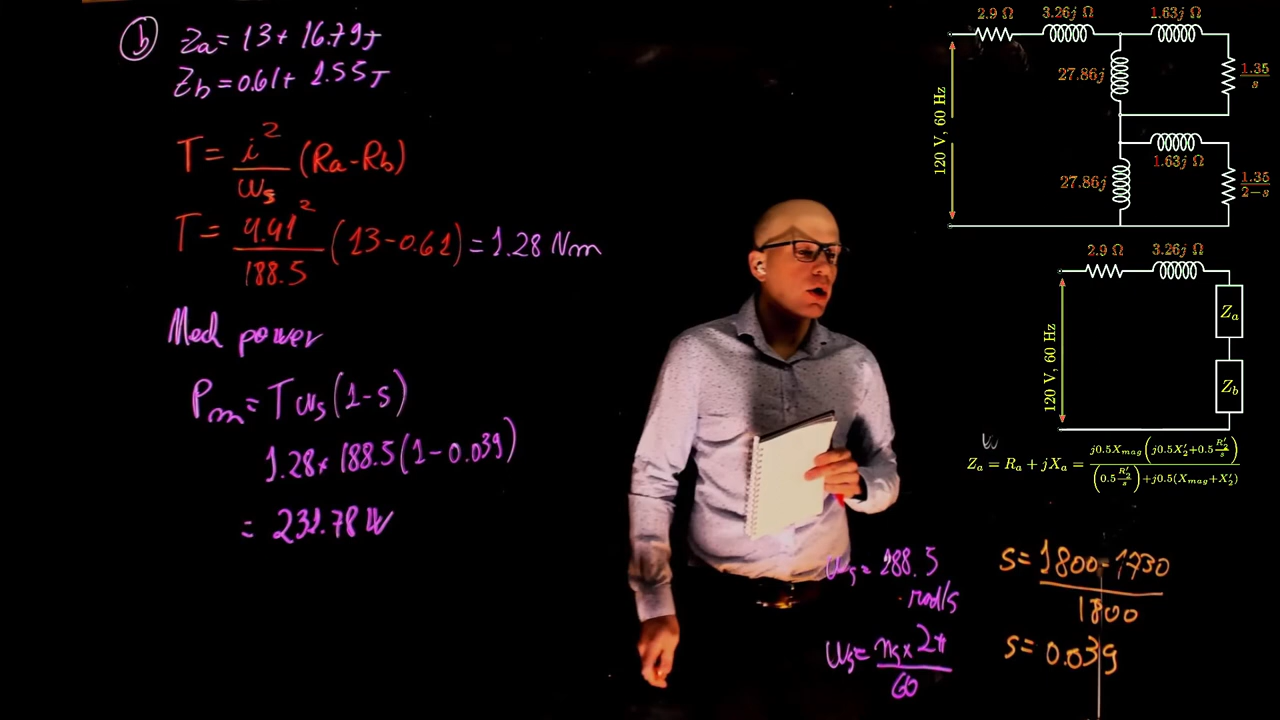 b
Za = 13 + 16.79J
Zb = 0.61 + 1.55J
T = i²/ωs (Ra - Rb)
T = 4.41²/188.5 (13 - 0.61) = 1.28 Nm
Mech power
Pm = T ωs (1 - s)
1.28 × 188.5 (1 - 0.039)
= 231.78 W
2.9 Ω
3.26j Ω
1.63j Ω
27.86j
1.35/s
120 V, 60 Hz
1.63j Ω
27.86j
1.35/2−s
2.9 Ω
3.26j Ω
Za
120 V, 60 Hz
Zb
Za = Ra + jXa = j0.5Xmag(j0.5X'2+0.5 R'2/s)/(0.5 R'2/s)+j0.5(Xmag+X'2)
ωs = 188.5
rad/s
ωs = ns × 2π/60
s = 1800 - 1730/1800
s = 0.039